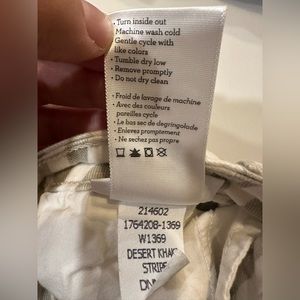 • Turn inside out
Machine wash cold
Gentle cycle with
like colors
• Tumble dry low
• Remove promptly
• Do not dry clean
• Froid de lavage de machine
• Avec des couleurs
pareilles cycle
• Le bas sec de degringolade
• Enleves promptement
• Ne sechez pas propre
214602
176420B-1369
W1369
DESERT KHAKI
STRIPE